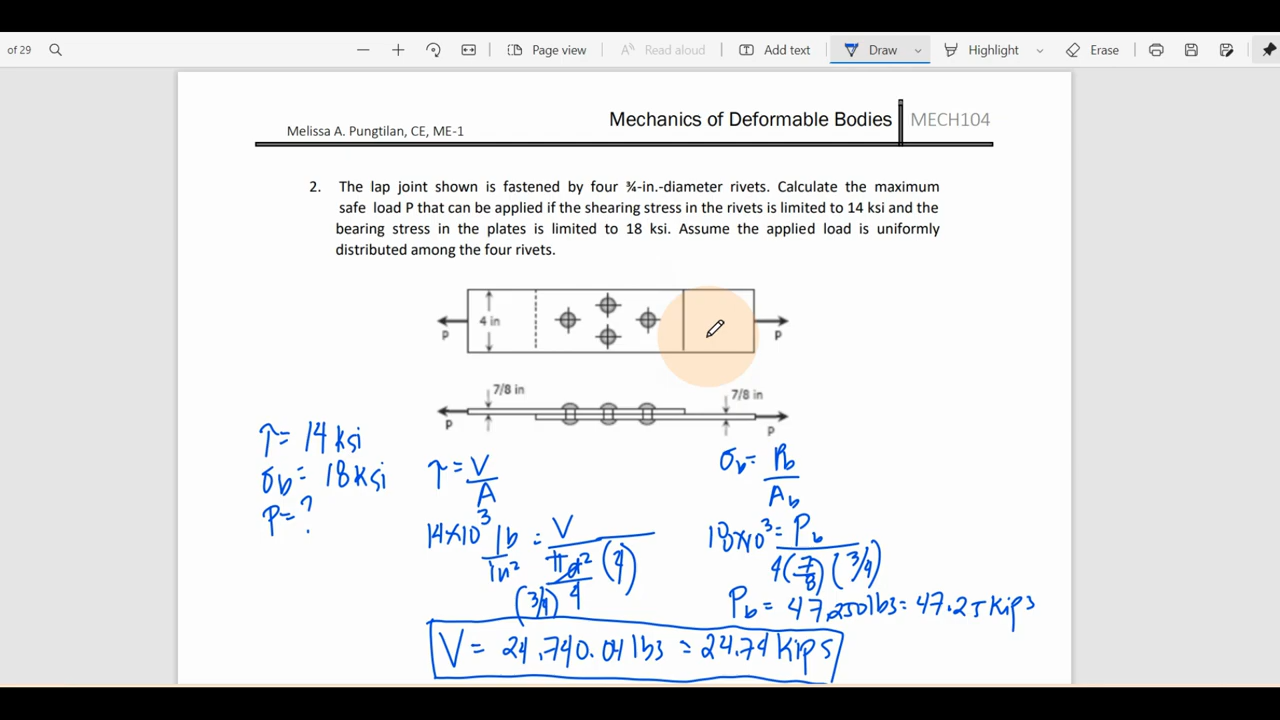 of 29
Page view
Read aloud
Add text
Draw
Highlight
Erase
Melissa A. Pungtilan, CE, ME-1
Mechanics of Deformable Bodies
MECH104
2. The lap joint shown is fastened by four ¾-in.-diameter rivets. Calculate the maximum
safe load P that can be applied if the shearing stress in the rivets is limited to 14 ksi and the
bearing stress in the plates is limited to 18 ksi. Assume the applied load is uniformly
distributed among the four rivets.
P
4 in
P
7/8 in
7/8 in
P
P
τ = 14 ksi
σb = 18 ksi
P = ?
τ = V/A
14×10³ lb/in² = V / (πd²/4 (4))
(3/4)
V = 24,740.04 lbs = 24.74 kips
σb = Pb/Ab
18×10³ = Pb / 4(7/8)(3/4)
Pb = 47,250 lbs = 47.25 kips